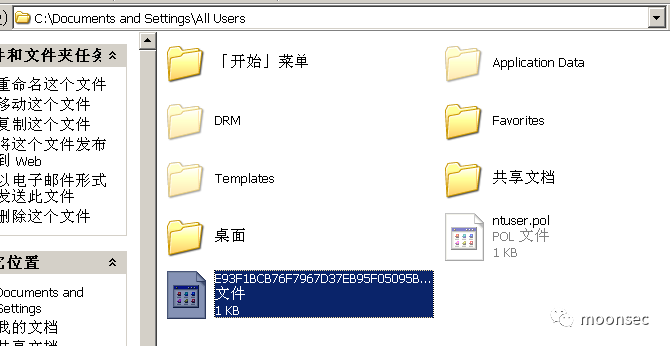 C:\Documents and Settings\All Users
件和文件夹任务
重命名这个文件
移动这个文件
复制这个文件
将这个文件发布
到 Web
以电子邮件形式
发送此文件
删除这个文件
它位置
Documents and
Settings
我的文档
共享文档
「开始」菜单
Application Data
DRM
Favorites
Templates
共享文档
桌面
ntuser.pol
POL 文件
1 KB
E93F1BCB76F7967D37EB95F05095B...
文件
1 KB
moonsec